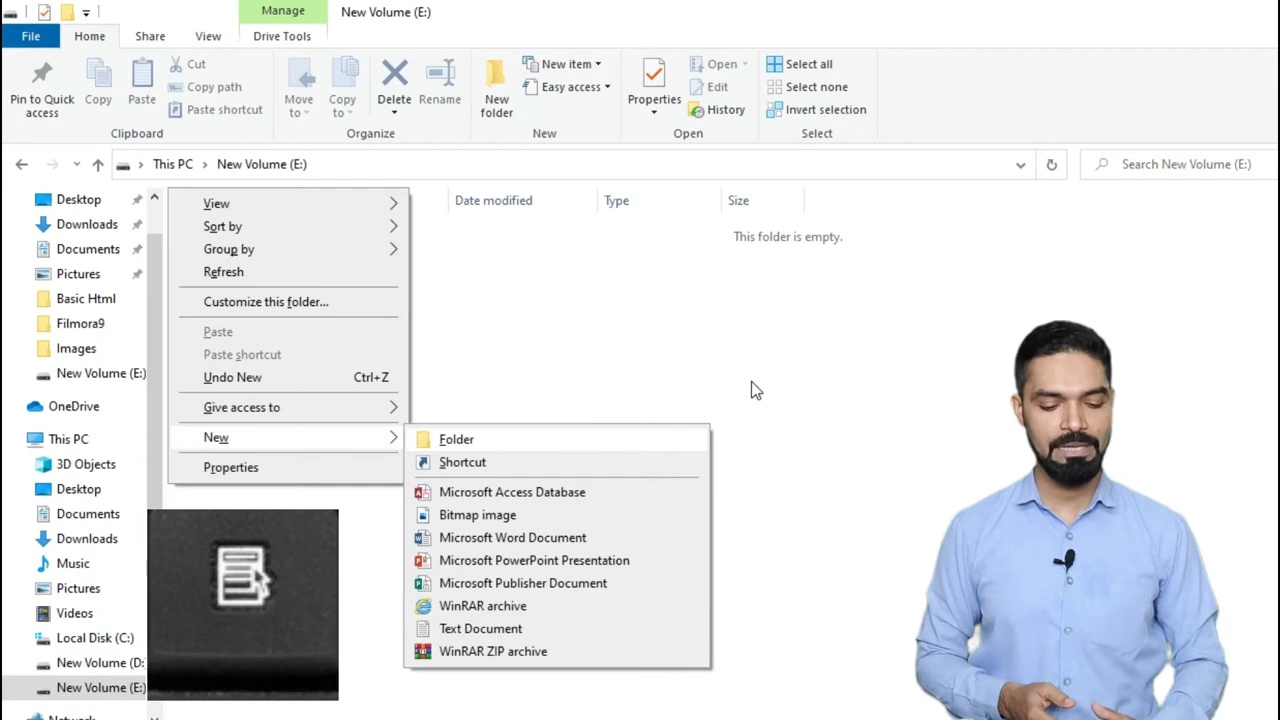 Manage
New Volume (E:)
File
Home
Share
View
Drive Tools
Pin to Quick access
Copy
Paste
Cut
Copy path
Paste shortcut
Clipboard
Move to
Copy to
Delete
Rename
Organize
New folder
New item
Easy access
New
Properties
Open
Edit
History
Open
Select all
Select none
Invert selection
Select
This PC
New Volume (E:)
Search New Volume (E:)
Desktop
Downloads
Documents
Pictures
Basic Html
Filmora9
Images
New Volume (E:)
OneDrive
This PC
3D Objects
Desktop
Documents
Downloads
Music
Pictures
Videos
Local Disk (C:)
New Volume (D:
New Volume (E:)
Network
View
Sort by
Group by
Refresh
Customize this folder...
Paste
Paste shortcut
Undo New Ctrl+Z
Give access to
New
Properties
Folder
Shortcut
Microsoft Access Database
Bitmap image
Microsoft Word Document
Microsoft PowerPoint Presentation
Microsoft Publisher Document
WinRAR archive
Text Document
WinRAR ZIP archive
Date modified
Type
Size
This folder is empty.